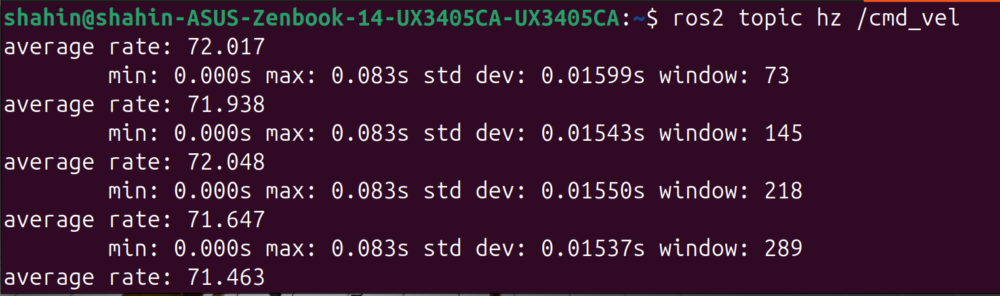 shahin@shahin-ASUS-Zenbook-14-UX3405CA-UX3405CA:~$ ros2 topic hz /cmd_vel
average rate: 72.017
        min: 0.000s max: 0.083s std dev: 0.01599s window: 73
average rate: 71.938
        min: 0.000s max: 0.083s std dev: 0.01543s window: 145
average rate: 72.048
        min: 0.000s max: 0.083s std dev: 0.01550s window: 218
average rate: 71.647
        min: 0.000s max: 0.083s std dev: 0.01537s window: 289
average rate: 71.463